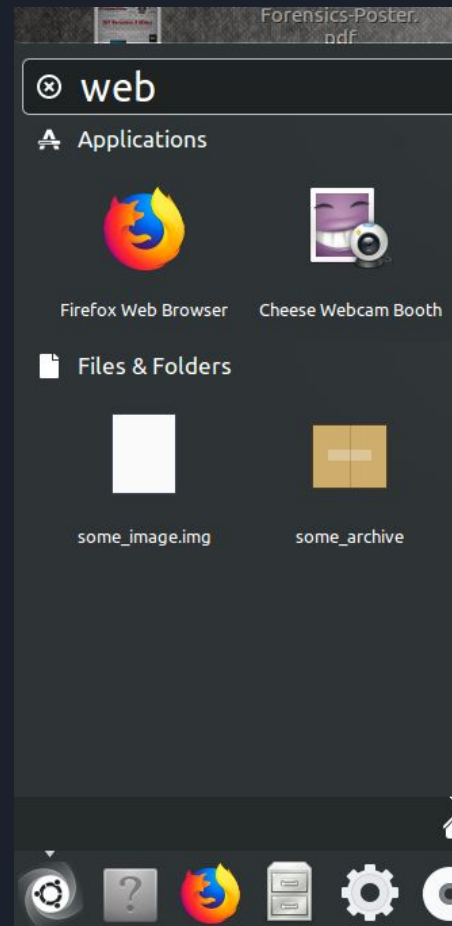 Forensics-Poster.
pdf
web
Applications
Firefox Web Browser
Cheese Webcam Booth
Files & Folders
some_image.img
some_archive
?